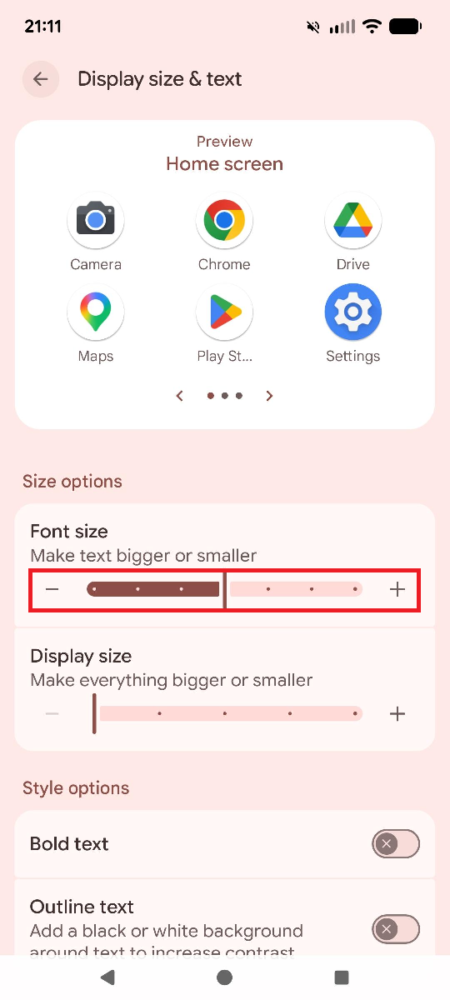 21:11
Display size & text
Preview
Home screen
Camera
Chrome
Drive
Maps
Play St...
Settings
Size options
Font size
Make text bigger or smaller
Display size
Make everything bigger or smaller
Style options
Bold text
Outline text
Add a black or white background
around text to increase contrast